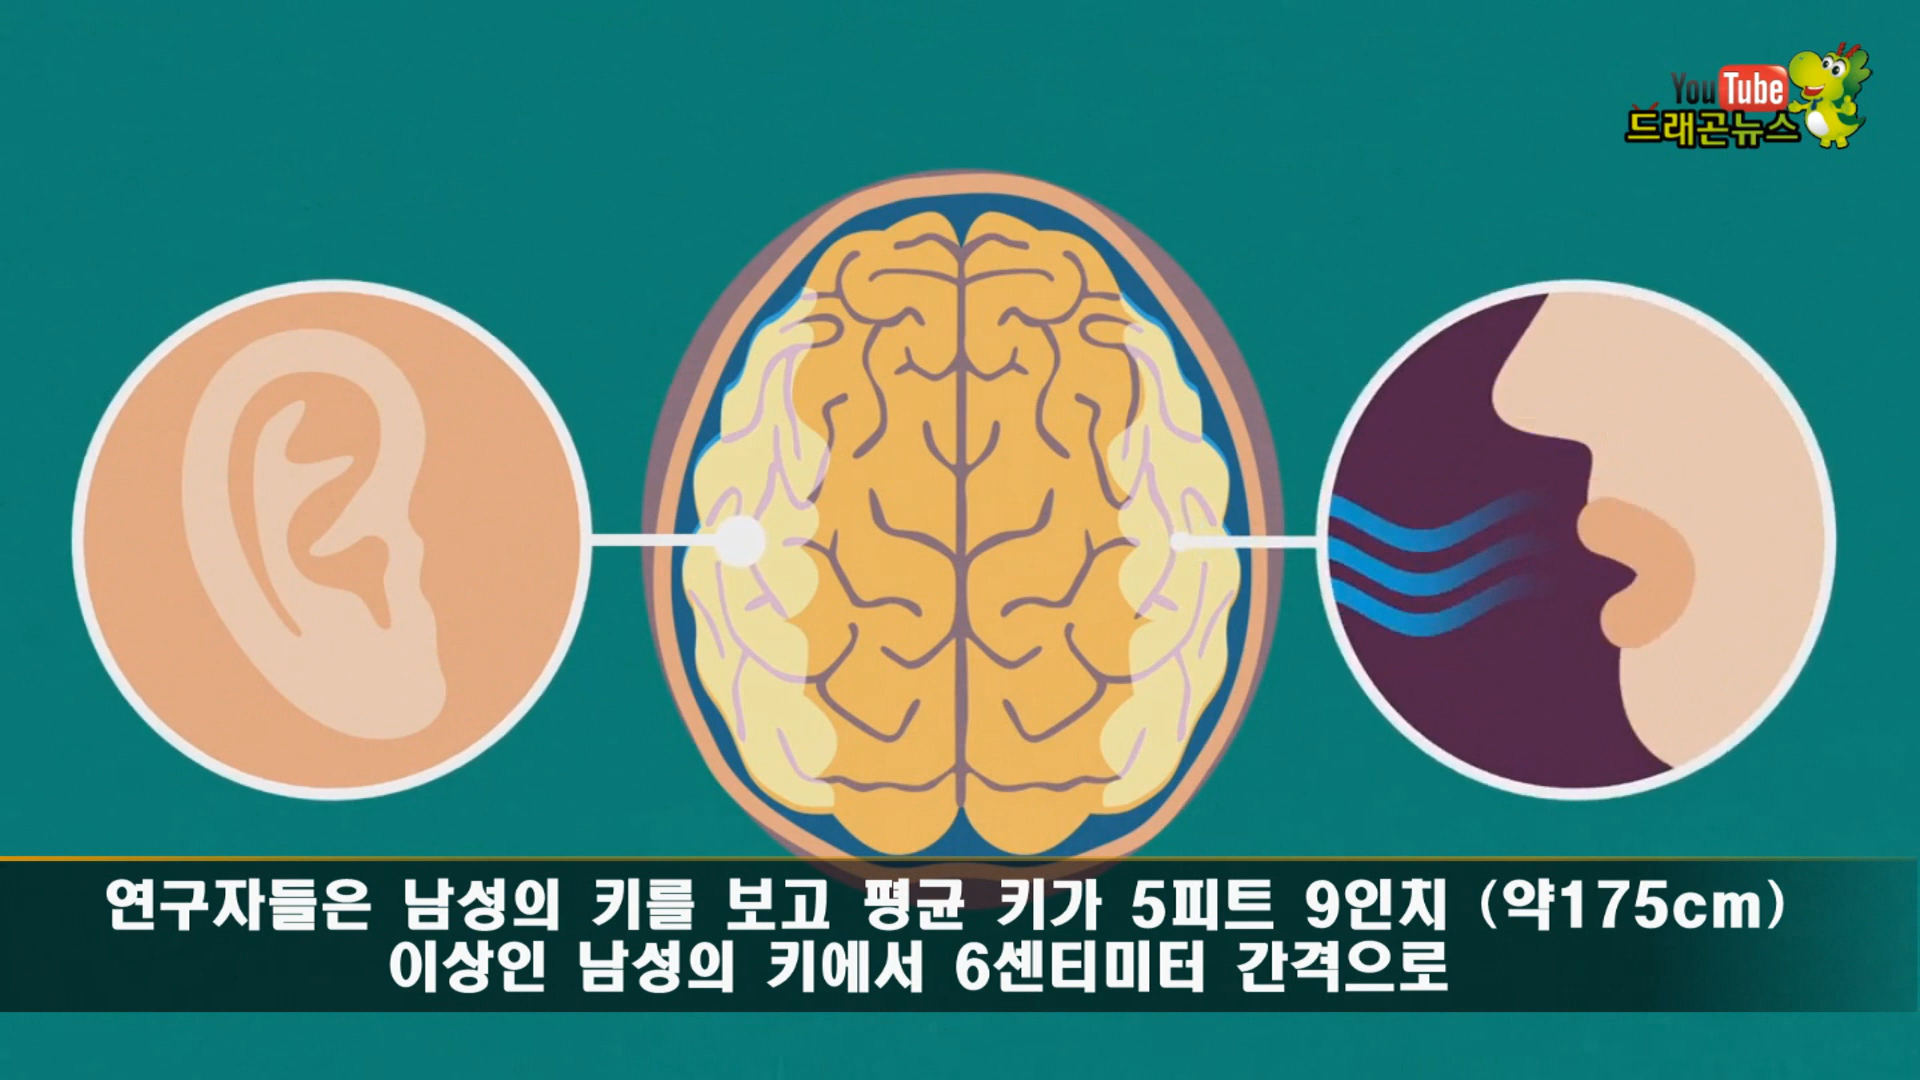 YouTube
드래곤뉴스
연구자들은 남성의 키를 보고 평균 키가 5피트 9인치 (약175cm)
이상인 남성의 키에서 6센티미터 간격으로